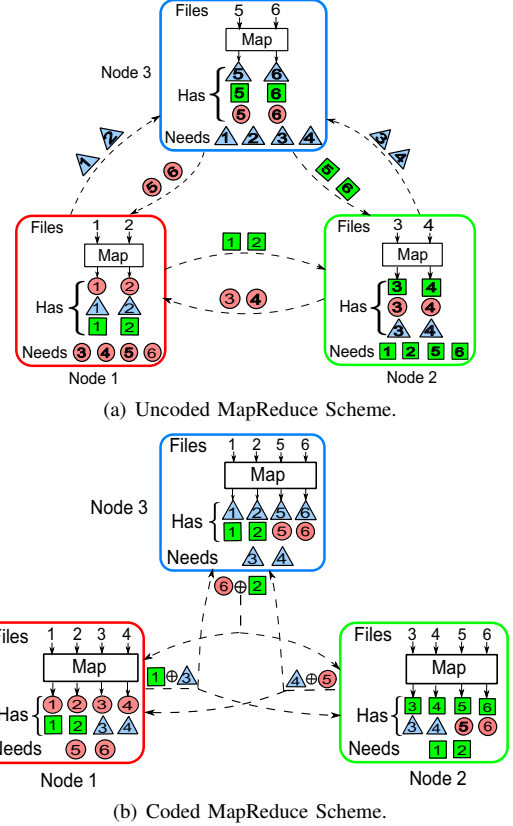 Files 5 6
Map
Node 3
5 6
Has 5 6
5 6
Needs 1 2 3 4
1 2
5 6
5 6
3 4
Files 1 2
Map
1 2
Has 1 2
1 2
Needs 3 4 5 6
Node 1
1 2
3 4
Files 3 4
Map
3 4
Has 3 4
3 4
Needs 1 2 5 6
Node 2
(a) Uncoded MapReduce Scheme.
Files 1 2 5 6
Map
Node 3
1 2 5 6
Has
1 2 5 6
Needs 3 4
6 ⊕ 2
iles 1 2 3 4
Map
1 2 3 4
Has
1 2 3 4
eeds 5 6
Node 1
1 ⊕ 3
4 ⊕ 5
Files 3 4 5 6
Map
3 4 5 6
Has
3 4 5 6
Needs 1 2
Node 2
(b) Coded MapReduce Scheme.